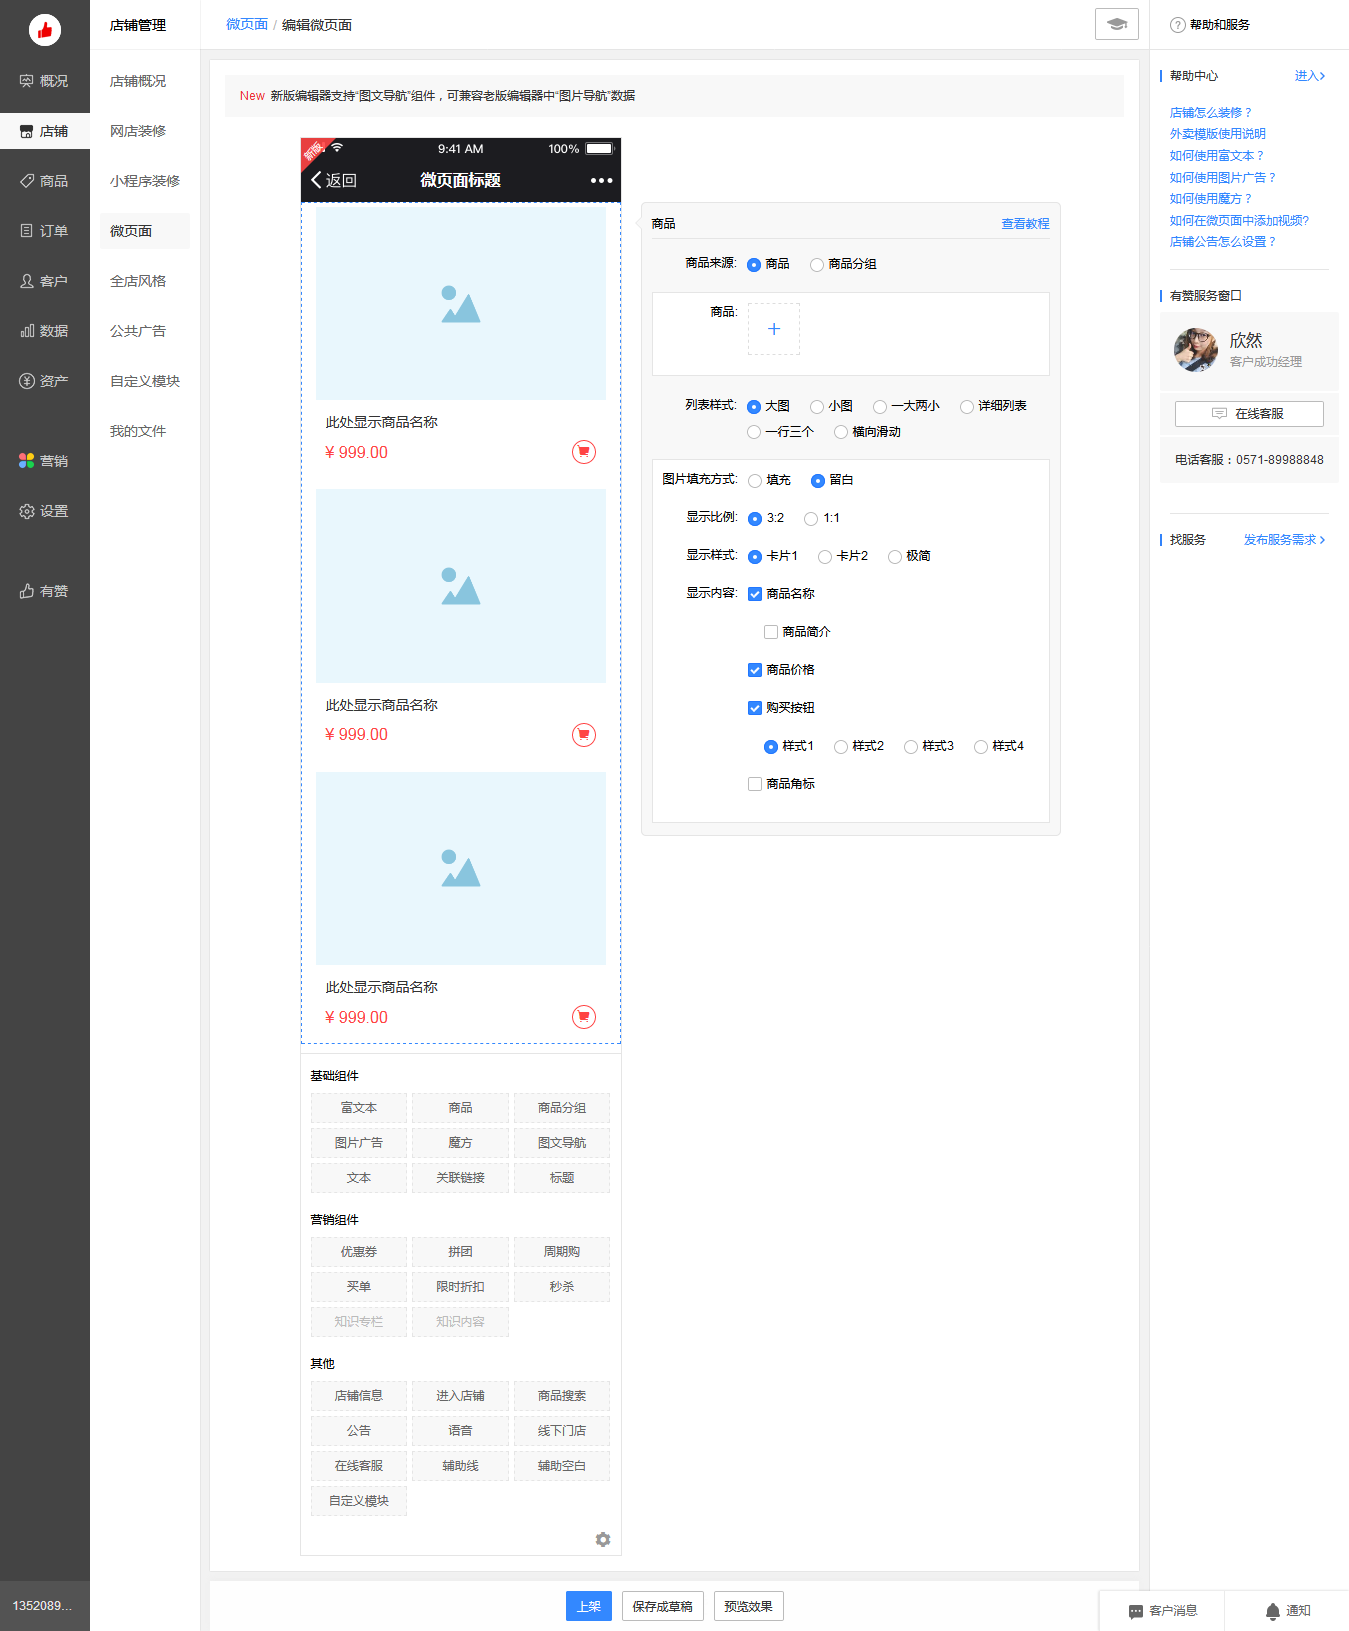 概况
店铺
商品
订单
客户
数据
资产
营销
设置
有赞
1352089...
店铺管理
店铺概况
网店装修
小程序装修
微页面
全店风格
公共广告
自定义模块
我的文件
微页面 / 编辑微页面
New 新版编辑器支持“图文导航”组件，可兼容老版编辑器中“图片导航”数据
新版
9:41 AM 100%
返回 微页面标题
此处显示商品名称
¥ 999.00
此处显示商品名称
¥ 999.00
此处显示商品名称
¥ 999.00
基础组件
富文本 商品 商品分组
图片广告 魔方 图文导航
文本 关联链接 标题
营销组件
优惠券 拼团 周期购
买单 限时折扣 秒杀
知识专栏 知识内容
其他
店铺信息 进入店铺 商品搜索
公告 语音 线下门店
在线客服 辅助线 辅助空白
自定义模块
商品 查看教程
商品来源: 商品 商品分组
商品: +
列表样式: 大图 小图 一大两小 详细列表
一行三个 横向滑动
图片填充方式: 填充 留白
显示比例: 3:2 1:1
显示样式: 卡片1 卡片2 极简
显示内容: 商品名称
商品简介
商品价格
购买按钮
样式1 样式2 样式3 样式4
商品角标
上架 保存成草稿 预览效果
? 帮助和服务
帮助中心 进入>
店铺怎么装修？
外卖模版使用说明
如何使用富文本？
如何使用图片广告？
如何使用魔方？
如何在微页面中添加视频?
店铺公告怎么设置？
有赞服务窗口
欣然
客户成功经理
在线客服
电话客服：0571-89988848
找服务 发布服务需求>
客户消息 通知